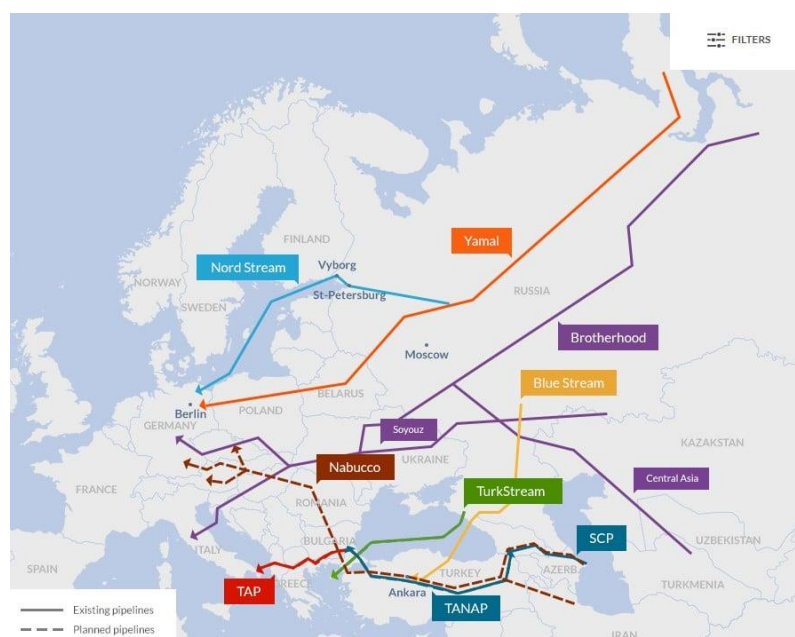 FILTERS
Yamal
FINLAND
Vyborg
Nord Stream
St-Petersburg
NORWAY
SWEDEN
RUSSIA
Brotherhood
Moscow
Blue Stream
BELARUS
Berlin
POLAND
GERMANY
Soyouz
KAZAKHSTAN
UKRAINE
Nabucco
Central Asia
FRANCE
TurkStream
ROMANIA
BULGARIA
SCP
UZBEKISTAN
ITALY
SPAIN
TURKEY
AZERB.
TURKMENIA
TAP
GREECE
Ankara
TANAP
Existing pipelines
Planned pipelines
IRAN